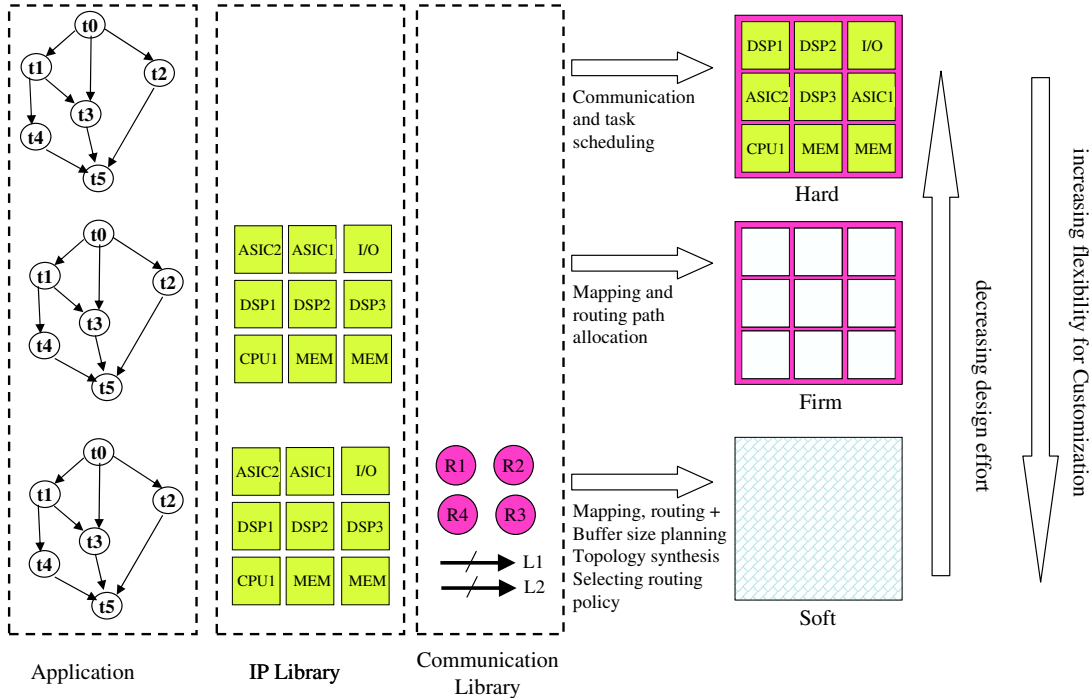 t0
t1
t2
t3
t4
t5
Communication
and task
scheduling
DSP1 DSP2 I/O
ASIC2 DSP3 ASIC1
CPU1 MEM MEM
Hard
t0
t1
t2
t3
t4
t5
ASIC2 ASIC1 I/O
DSP1 DSP2 DSP3
CPU1 MEM MEM
Mapping and
routing path
allocation
Firm
t0
t1
t2
t3
t4
t5
ASIC2 ASIC1 I/O
DSP1 DSP2 DSP3
CPU1 MEM MEM
R1 R2
R4 R3
L1
L2
Mapping, routing +
Buffer size planning
Topology synthesis
Selecting routing
policy
Soft
decreasing design effort
increasing flexibility for Customization
Application
IP Library
Communication
Library